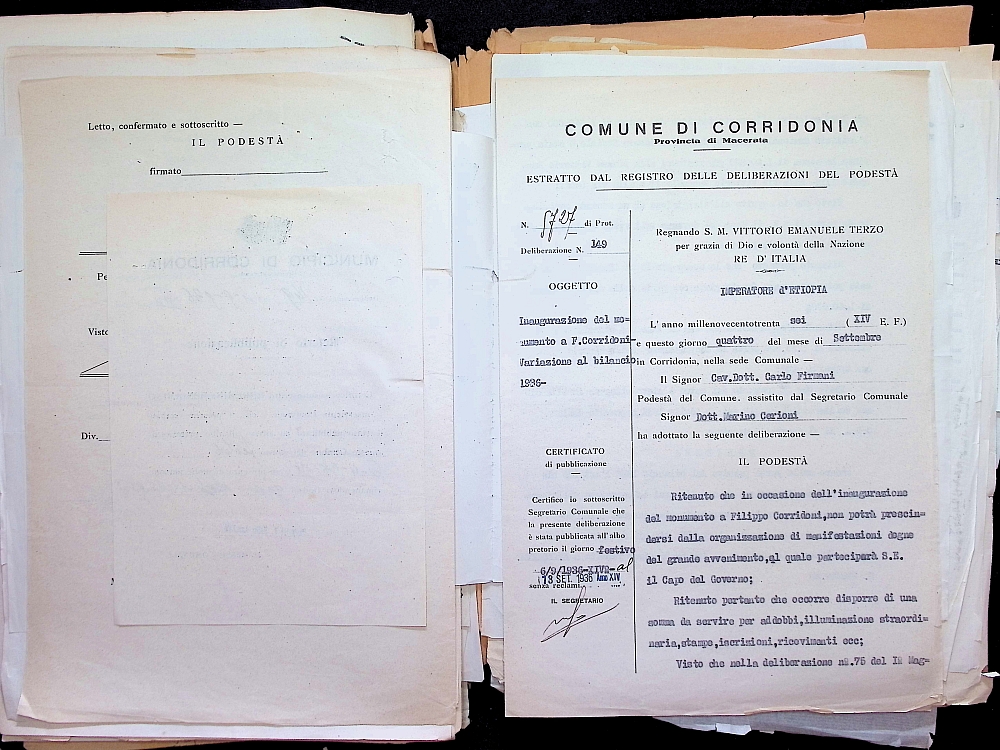 Letto, confermato e sottoscritto —
IL PODESTÀ
firmato
Pe
Visto
Div.
COMUNE DI CORRIDONIA
Provincia di Macerata
ESTRATTO DAL REGISTRO DELLE DELIBERAZIONI DEL PODESTÀ
N. 5727 di Prot.
Deliberazione N. 149
OGGETTO
Inaugurazione del mo=
numento a F.Corridoni-
Variazione al bilancio
1936-
CERTIFICATO
di pubblicazione
Certifico io sottoscritto
Segretario Comunale che
la presente deliberazione
è stata pubblicata all'albo
pretorio il giorno festivo
6/9/1936-XIV°- al
13 SET. 1936 Anno XIV
senza reclami.
IL SEGRETARIO
Regnando S. M. VITTORIO EMANUELE TERZO
per grazia di Dio e volontà della Nazione
RE D'ITALIA
IMPERATORE d'ETIOPIA
L'anno millenovecentotrenta sei ( XIV E. F.)
e questo giorno quattro del mese di Settembre
in Corridonia, nella sede Comunale —
Il Signor Cav.Dott. Carlo Firmani
Podestà del Comune. assistito dal Segretario Comunale
Signor Dott.Marino Cerioni
ha adottato la seguente deliberazione —
IL PODESTÀ
Ritenuto che in occasione dell'inaugurazione
del monumento a Filippo Corridoni,non potrà prescin=
dersi dalla organizzazione di manifestazioni degne
del grande avvenimento,al quale parteciperà S.E.
il Capo del Governo;
Ritenuto pertanto che occorre disporre di una
somma da servire per addobbi,illuminazione straordi=
naria,stampe,iscrizioni,ricevimenti ecc;
Visto che nella deliberazione n°.75 del Mag=